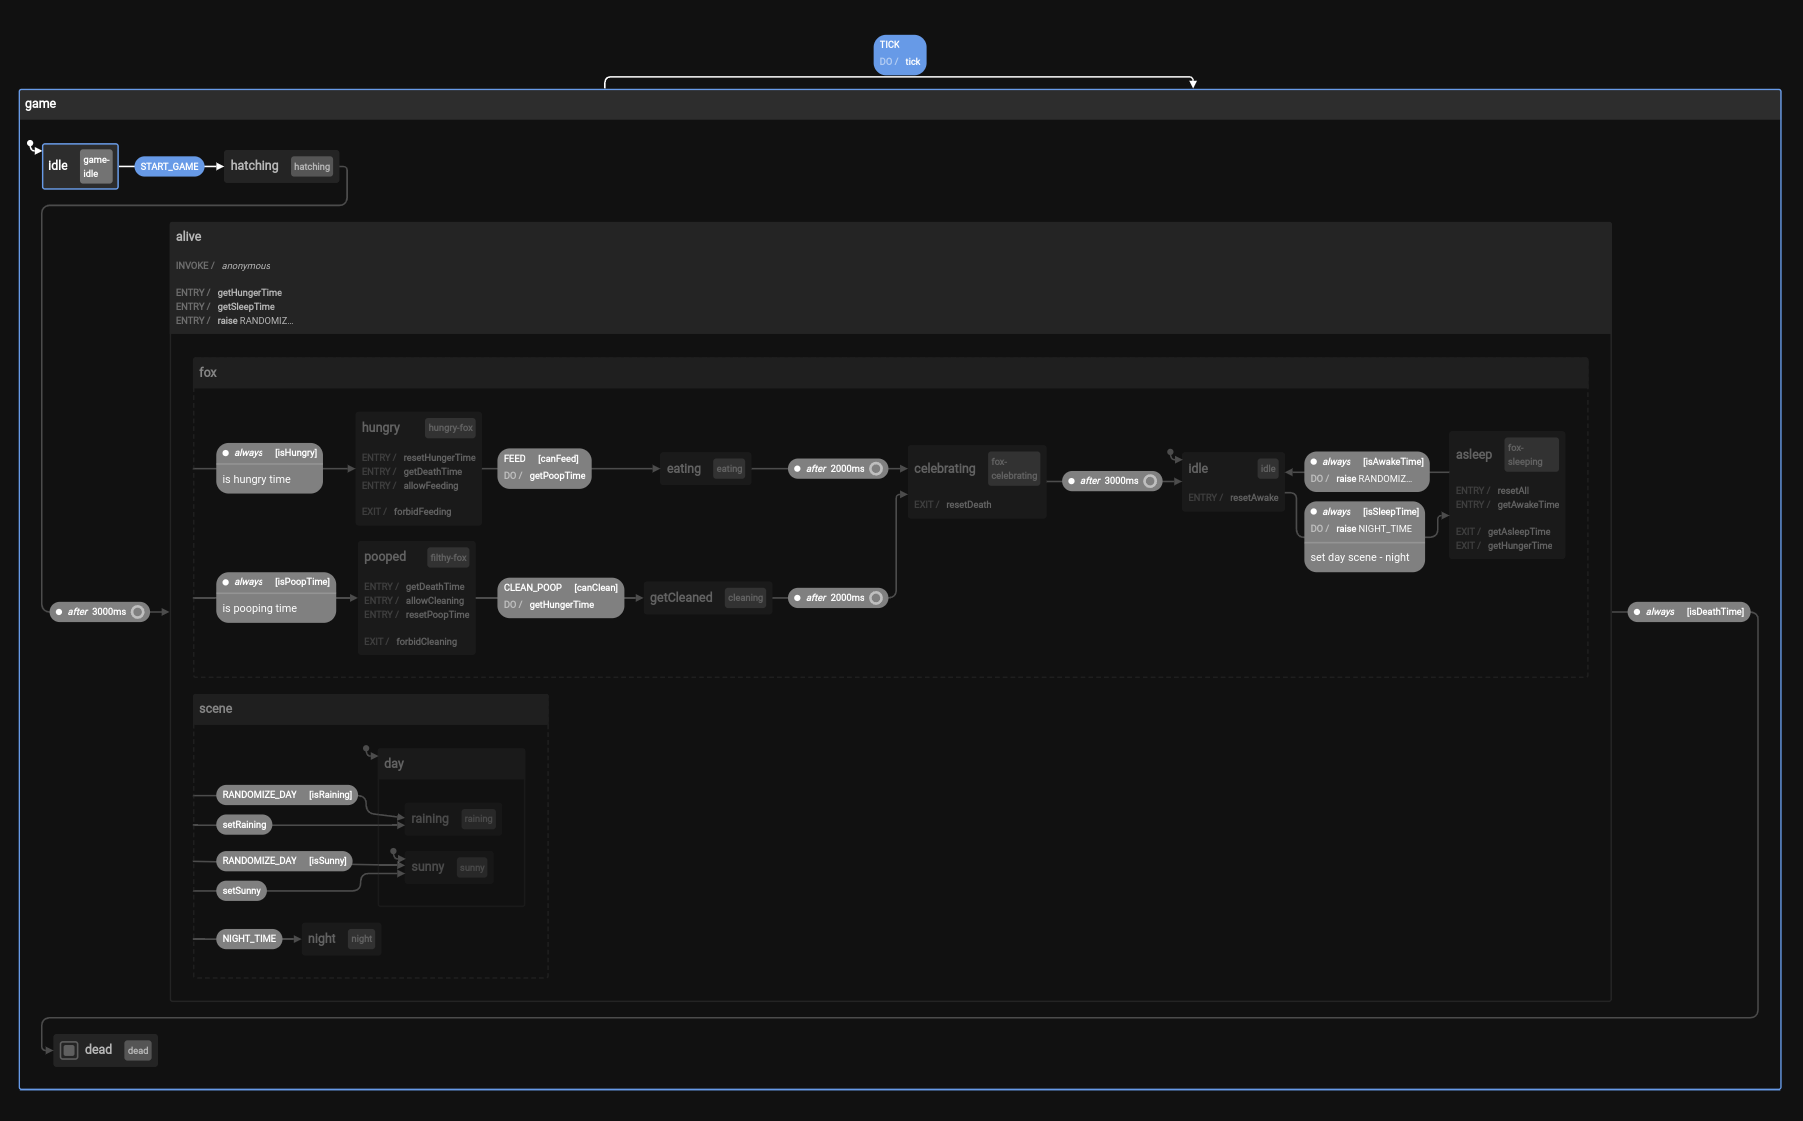 TICK
DO / tick
game
idle
game-
idle
START_GAME
hatching
hatching
alive
INVOKE / anonymous
ENTRY / getHungerTime
ENTRY / getSleepTime
ENTRY / raise RANDOMIZ...
fox
always [isHungry]
is hungry time
hungry
hungry-fox
ENTRY / resetHungerTime
ENTRY / getDeathTime
ENTRY / allowFeeding
EXIT / forbidFeeding
FEED [canFeed]
DO / getPoopTime
eating
eating
after 2000ms
celebrating
fox-
celebrating
EXIT / resetDeath
after 3000ms
idle
idle
ENTRY / resetAwake
always [isAwakeTime]
DO / raise RANDOMIZ...
always [isSleepTime]
DO / raise NIGHT_TIME
set day scene - night
asleep
fox-
sleeping
ENTRY / resetAll
ENTRY / getAwakeTime
EXIT / getAsleepTime
EXIT / getHungerTime
always [isPoopTime]
is pooping time
pooped
filthy-fox
ENTRY / getDeathTime
ENTRY / allowCleaning
ENTRY / resetPoopTime
EXIT / forbidCleaning
CLEAN_POOP [canClean]
DO / getHungerTime
getCleaned
cleaning
after 2000ms
after 3000ms
always [isDeathTime]
scene
day
RANDOMIZE_DAY [isRaining]
raining
raining
setRaining
RANDOMIZE_DAY [isSunny]
sunny
sunny
setSunny
NIGHT_TIME
night
night
dead
dead